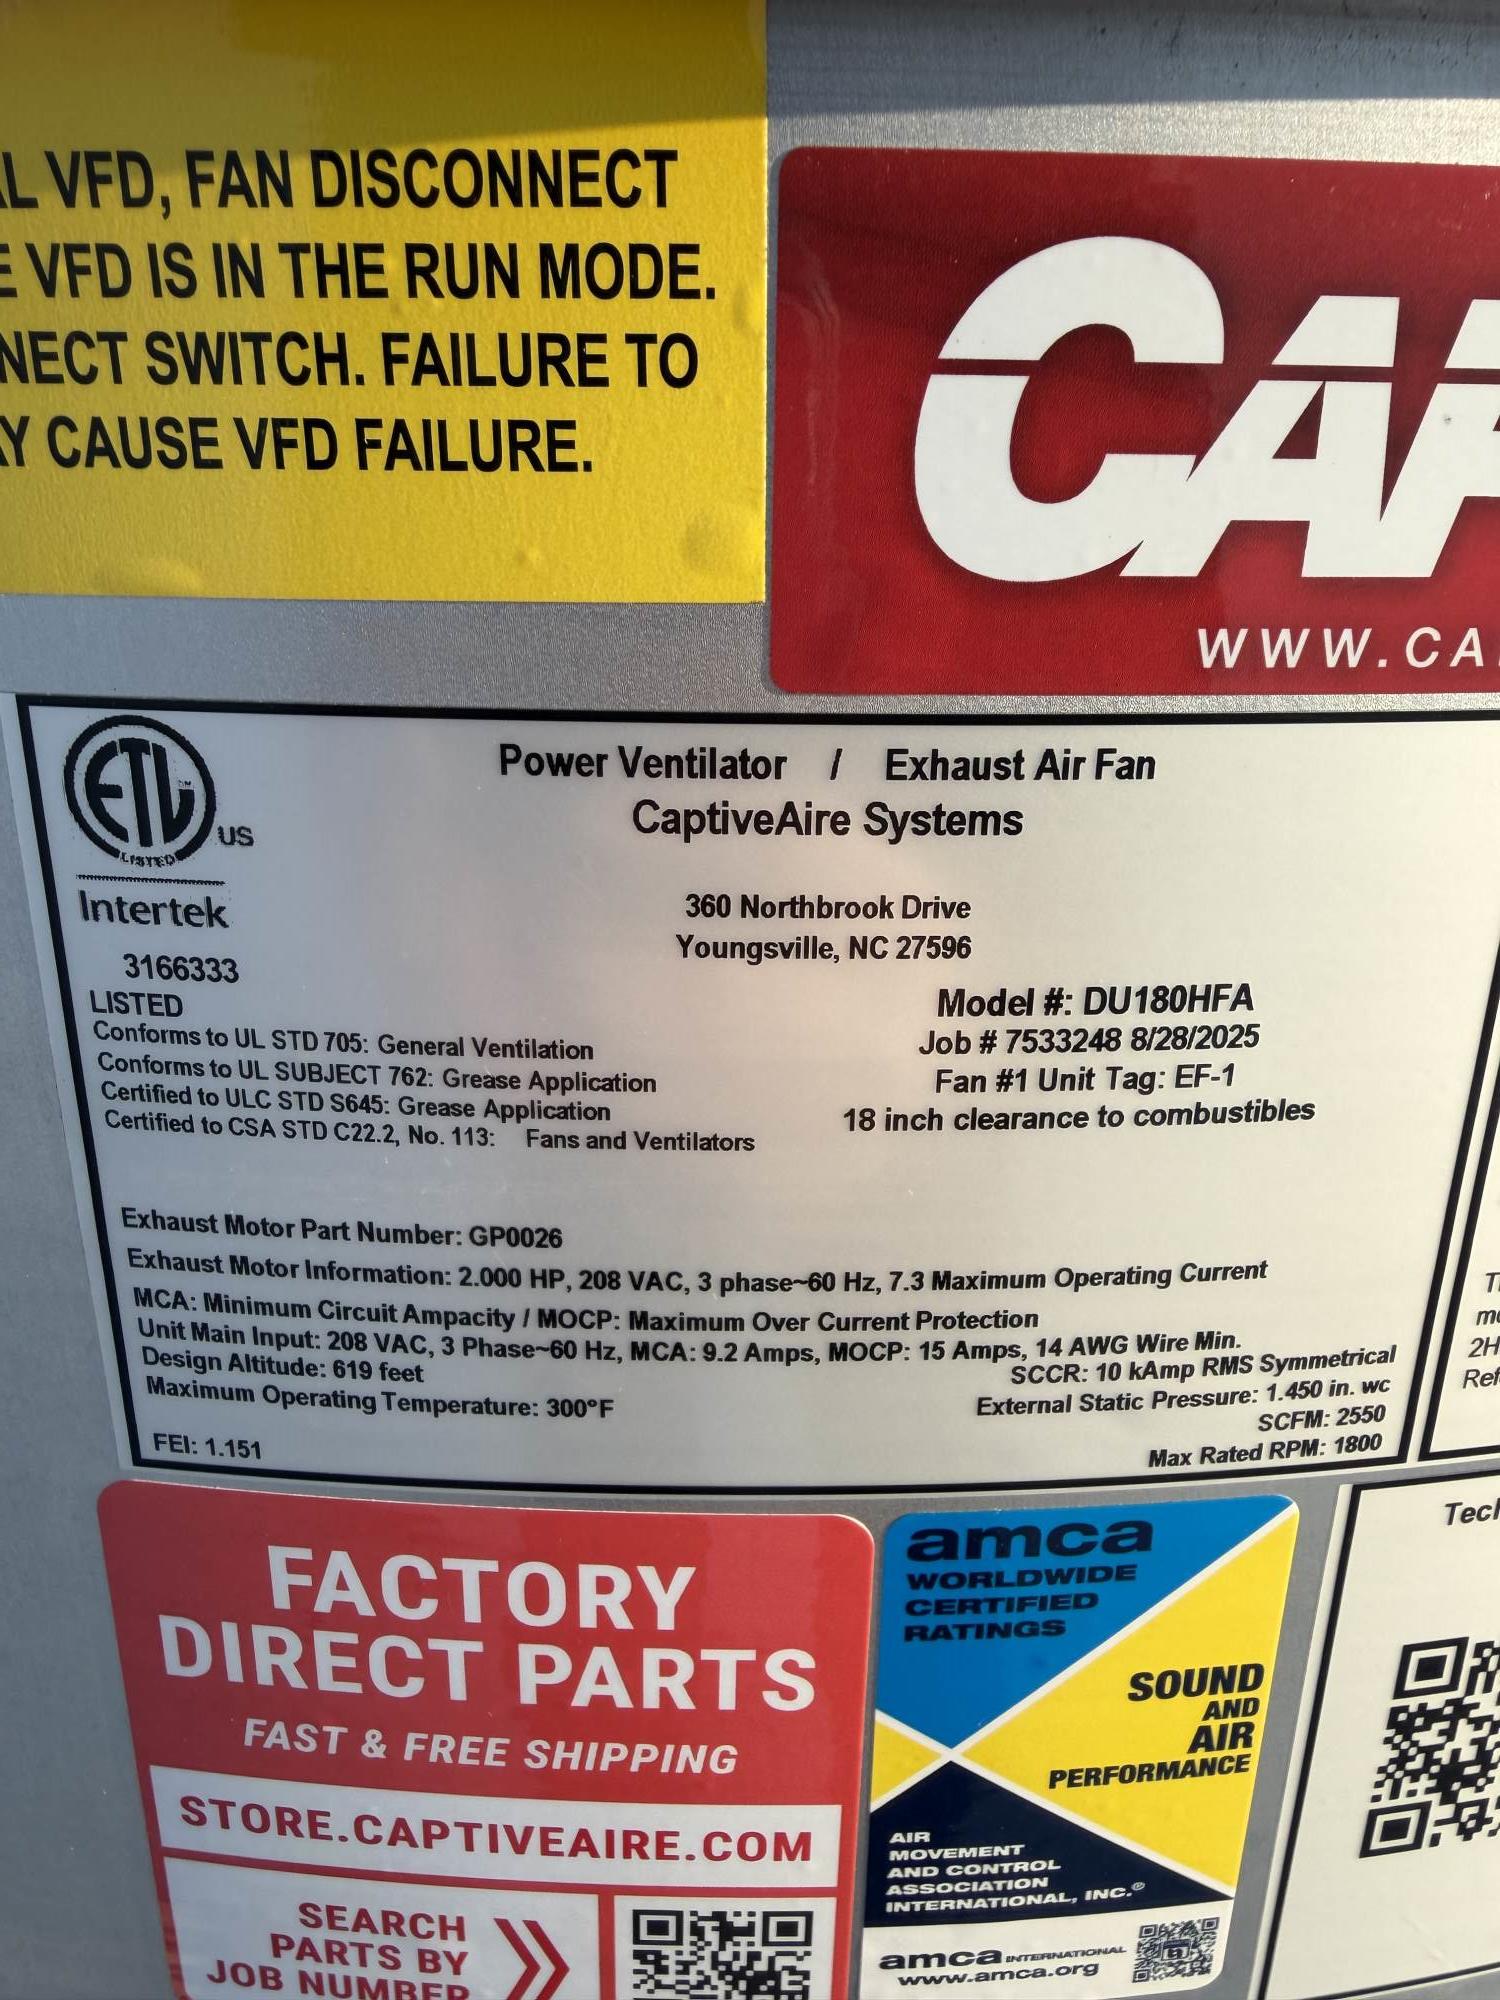 L VFD, FAN DISCONNECT
E VFD IS IN THE RUN MODE.
NECT SWITCH. FAILURE TO
AY CAUSE VFD FAILURE.
CAP
WWW.CA
ETL
LISTED
US
Intertek
3166333
LISTED
Conforms to UL STD 705: General Ventilation
Conforms to UL SUBJECT 762: Grease Application
Certified to ULC STD S645: Grease Application
Certified to CSA STD C22.2, No. 113: Fans and Ventilators
Power Ventilator / Exhaust Air Fan
CaptiveAire Systems
360 Northbrook Drive
Youngsville, NC 27596
Model #: DU180HFA
Job # 7533248 8/28/2025
Fan #1 Unit Tag: EF-1
18 inch clearance to combustibles
Exhaust Motor Part Number: GP0026
Exhaust Motor Information: 2.000 HP, 208 VAC, 3 phase~60 Hz, 7.3 Maximum Operating Current
MCA: Minimum Circuit Ampacity / MOCP: Maximum Over Current Protection
Unit Main Input: 208 VAC, 3 Phase~60 Hz, MCA: 9.2 Amps, MOCP: 15 Amps, 14 AWG Wire Min.
Design Altitude: 619 feet
SCCR: 10 kAmp RMS Symmetrical
Maximum Operating Temperature: 300°F
External Static Pressure: 1.450 in. wc
SCFM: 2550
FEI: 1.151
Max Rated RPM: 1800
T
mo
2H
Ref
FACTORY
DIRECT PARTS
FAST & FREE SHIPPING
STORE.CAPTIVEAIRE.COM
SEARCH
PARTS BY
JOB NUMBER
amca
WORLDWIDE
CERTIFIED
RATINGS
SOUND
AND
AIR
PERFORMANCE
AIR
MOVEMENT
AND CONTROL
ASSOCIATION
INTERNATIONAL, INC.®
amca INTERNATIONAL
www.amca.org
Tech